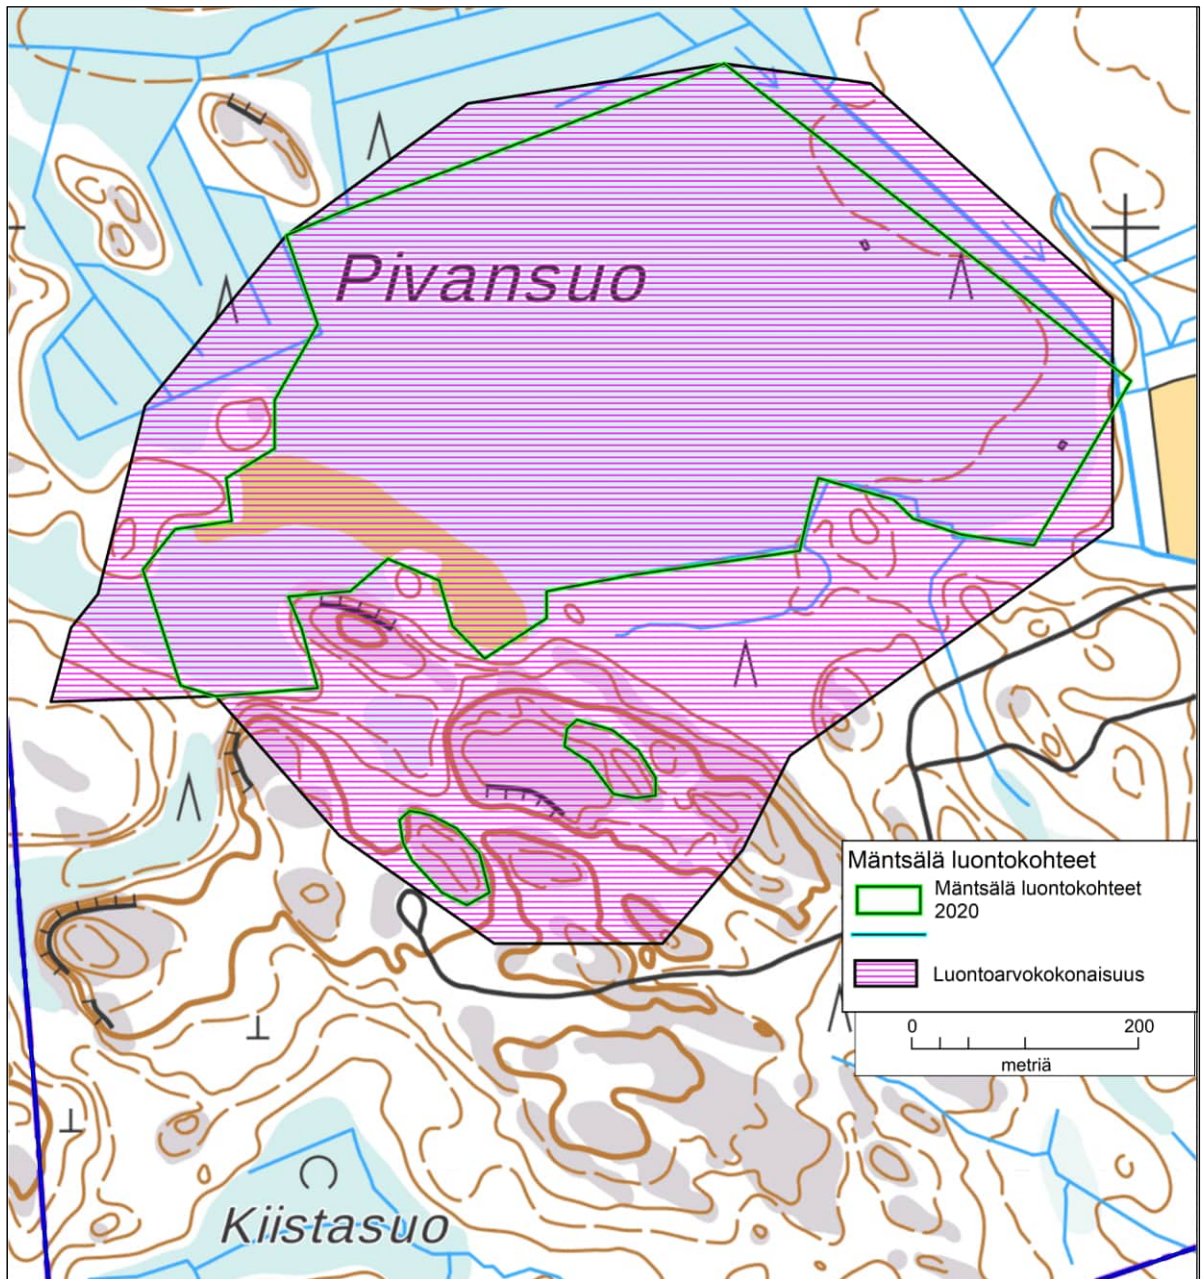 Pivansuo
Mäntsälä luontokohteet
Mäntsälä luontokohteet
2020
Luontoarvokokonaisuus
0 200
metriä
Kiistasuo